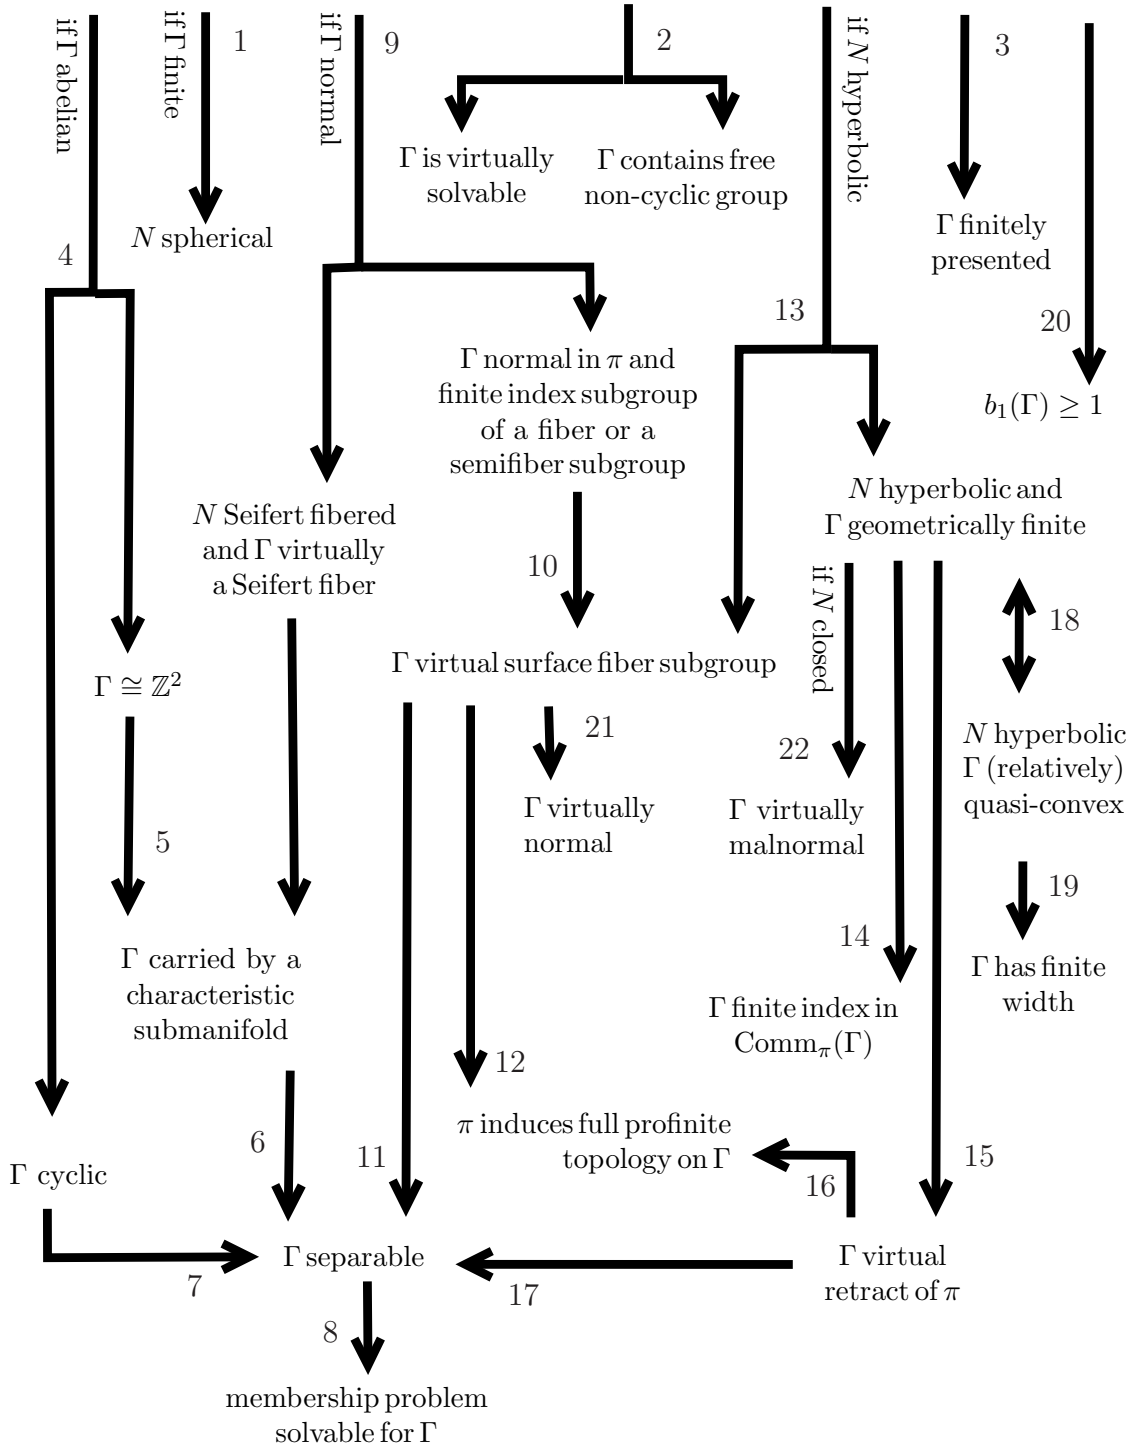 if Γ abelian
if Γ finite
1
if Γ normal
9
2
if N hyperbolic
3
Γ is virtually
solvable
Γ contains free
non-cyclic group
N spherical
4
Γ finitely
presented
13
20
Γ normal in π and
finite index subgroup
of a fiber or a
semifiber subgroup
b₁(Γ) ≥ 1
N Seifert fibered
and Γ virtually
a Seifert fiber
N hyperbolic and
Γ geometrically finite
10
if N closed
18
Γ virtual surface fiber subgroup
Γ ≅ ℤ²
21
22
N hyperbolic
Γ (relatively)
quasi-convex
Γ virtually
normal
Γ virtually
malnormal
5
19
14
Γ carried by a
characteristic
submanifold
Γ has finite
width
Γ finite index in
Comm_π(Γ)
12
π induces full profinite
topology on Γ
6
11
15
16
Γ cyclic
Γ separable
Γ virtual
retract of π
7
17
8
membership problem
solvable for Γ